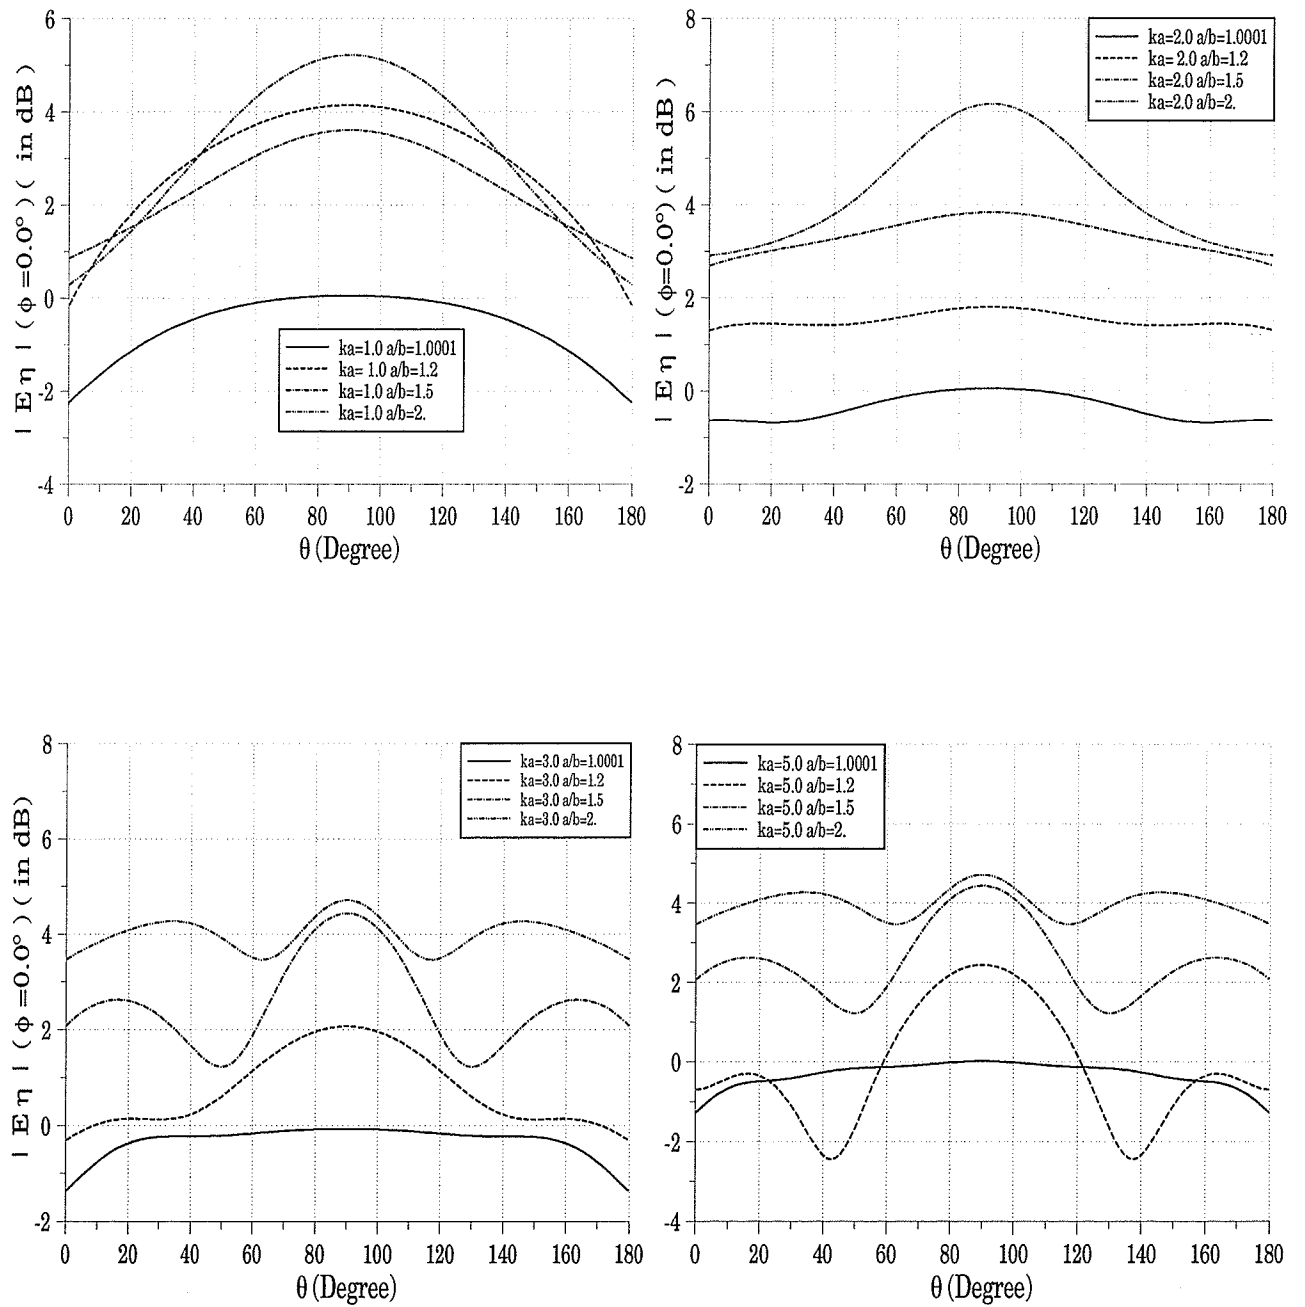 6
4
2
0
-2
-4
| E η | ( φ =0.0° ) ( in dB )
0 20 40 60 80 100 120 140 160 180
θ (Degree)
ka=1.0 a/b=1.0001
ka= 1.0 a/b=1.2
ka=1.0 a/b=1.5
ka=1.0 a/b=2.
8
6
4
2
0
-2
| E η | ( φ=0.0°) ( in dB )
0 20 40 60 80 100 120 140 160 180
θ (Degree)
ka=2.0 a/b=1.0001
ka= 2.0 a/b=1.2
ka=2.0 a/b=1.5
ka=2.0 a/b=2.
8
6
4
2
0
-2
| E η | ( φ =0.0° ) ( in dB)
0 20 40 60 80 100 120 140 160 180
θ (Degree)
ka=3.0 a/b=1.0001
ka=3.0 a/b=1.2
ka=3.0 a/b=1.5
ka=3.0 a/b=2.
8
6
4
2
0
-2
-4
0 20 40 60 80 100 120 140 160 180
θ (Degree)
ka=5.0 a/b=1.0001
ka=5.0 a/b=1.2
ka=5.0 a/b=1.5
ka=5.0 a/b=2.